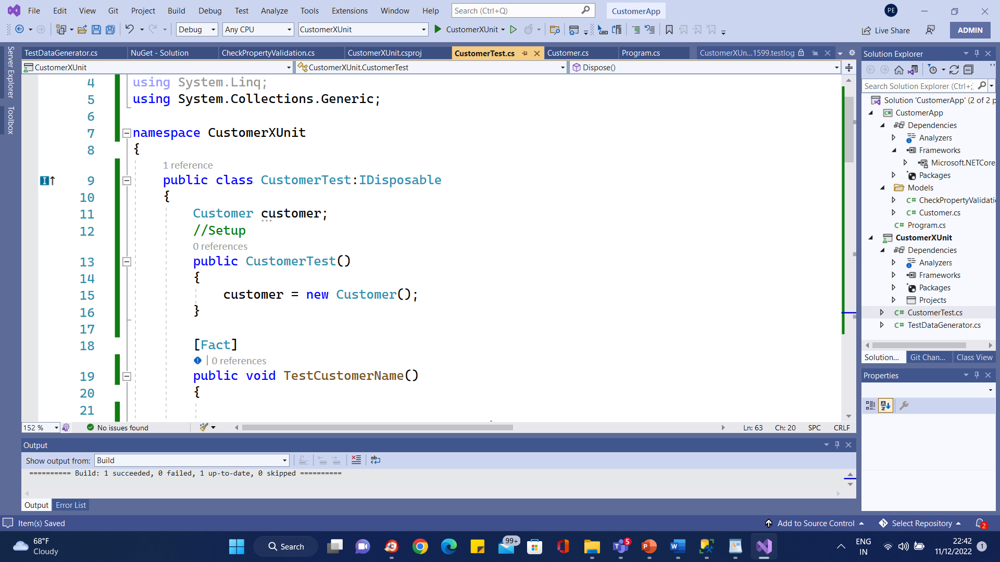 File Edit View Git Project Build Debug Test Analyze Tools Extensions Window Help Search (Ctrl+Q) CustomerApp PE
Debug Any CPU CustomerXUnit CustomerXUnit Live Share ADMIN
Server Explorer
Toolbox
TestDataGenerator.cs NuGet - Solution CheckPropertyValidation.cs CustomerXUnit.csproj CustomerTest.cs Customer.cs Program.cs CustomerXUn...1599.testlog
CustomerXUnit CustomerXUnit.CustomerTest Dispose()
4 using System.Linq;
5 using System.Collections.Generic;
6
7 namespace CustomerXUnit
8 {
1 reference
9 public class CustomerTest:IDisposable
10 {
11 Customer customer;
12 //Setup
0 references
13 public CustomerTest()
14 {
15 customer = new Customer();
16 }
17
18 [Fact]
0 references
19 public void TestCustomerName()
20 {
21
152 % No issues found Ln: 63 Ch: 20 SPC CRLF
Output
Show output from: Build
========== Build: 1 succeeded, 0 failed, 1 up-to-date, 0 skipped ==========
Output Error List
Solution Explorer
Search Solution Explorer (Ctrl+;)
Solution 'CustomerApp' (2 of 2 p
CustomerApp
Dependencies
Analyzers
Frameworks
Microsoft.NETCore
Packages
Models
C# CheckPropertyValidati
C# Customer.cs
C# Program.cs
CustomerXUnit
Dependencies
Analyzers
Frameworks
Packages
Projects
C# CustomerTest.cs
C# TestDataGenerator.cs
Solution... Git Chan... Class View
Properties
Item(s) Saved Add to Source Control Select Repository 2
68°F
Cloudy
Search
99+
5
ENG
IN
22:42
11/12/2022
1